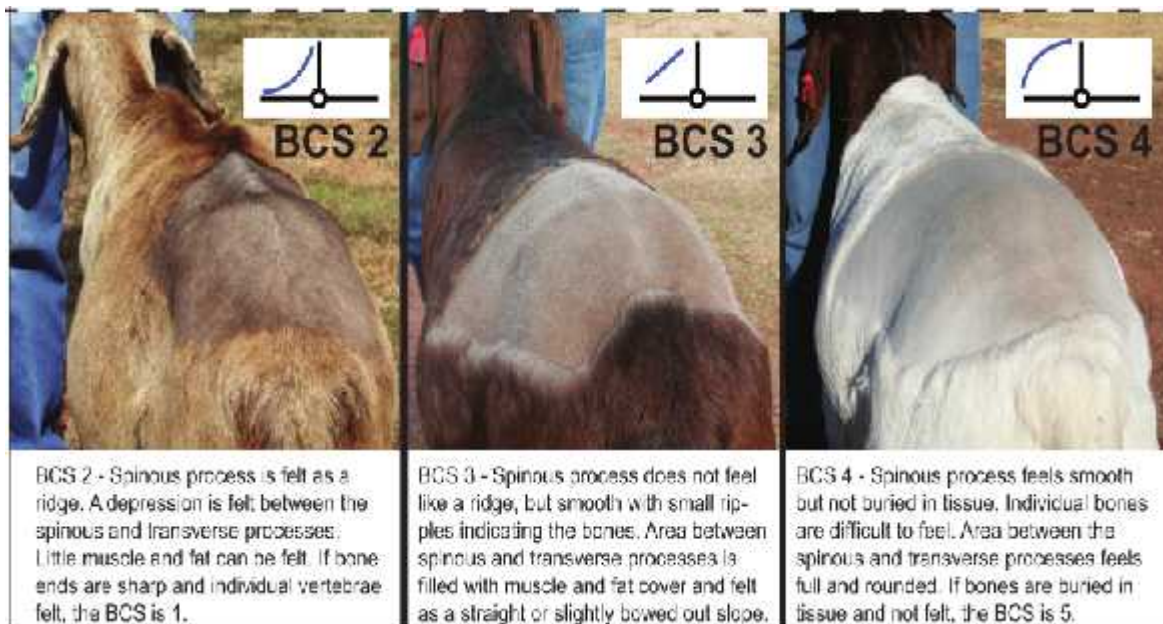 BCS 2
BCS 3
BCS 4
BCS 2 - Spinous process is felt as a
ridge. A depression is felt between the
spinous and transverse processes.
Little muscle and fat can be felt. If bone
ends are sharp and individual vertebrae
felt, the BCS is 1.
BCS 3 - Spinous process does not feel
like a ridge, but smooth with small rip-
ples indicating the bones. Area between
spinous and transverse processes is
filled with muscle and fat cover and felt
as a straight or slightly bowed out slope.
BCS 4 - Spinous process feels smooth
but not buried in tissue. Individual bones
are difficult to feel. Area between the
spinous and transverse processes feels
full and rounded. If bones are buried in
tissue and not felt, the BCS is 5.